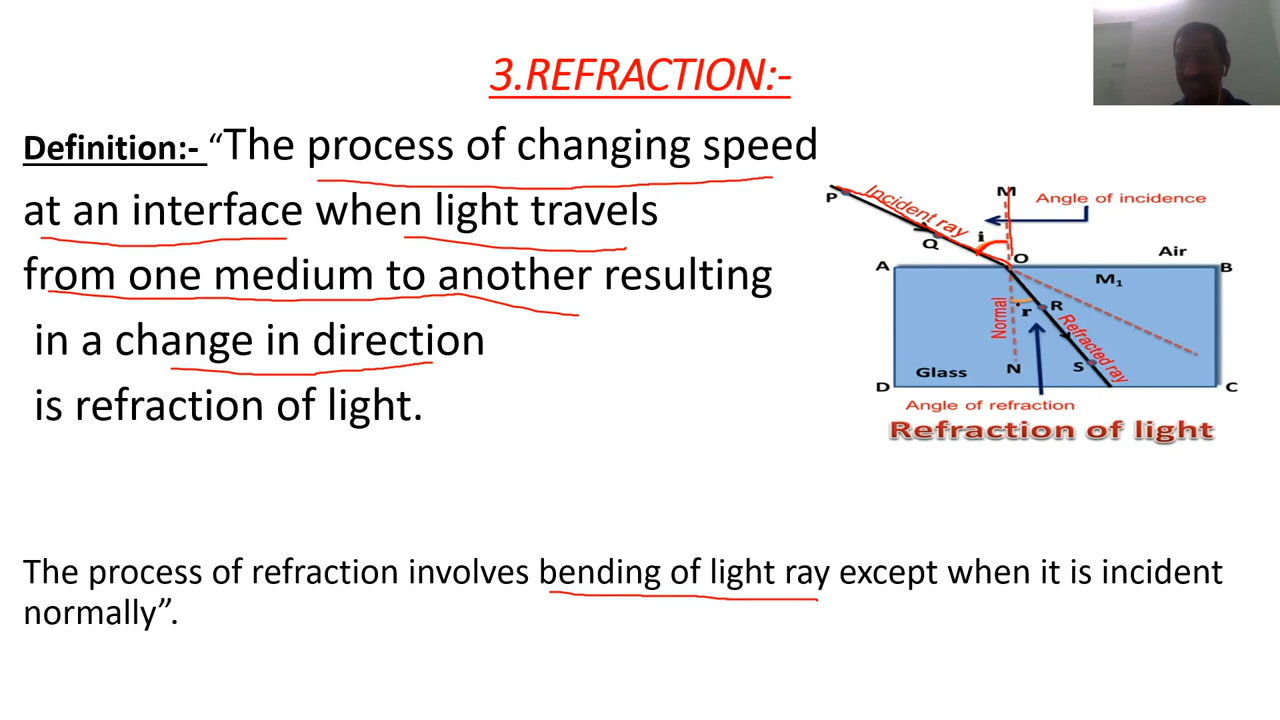 3.REFRACTION:-
Definition:- “The process of changing speed
at an interface when light travels
from one medium to another resulting
in a change in direction
is refraction of light.
P
Incident ray
Q
i
M
Angle of incidence
O
Air
A
B
M₁
Normal
r
R
Refracted ray
Glass
N
S
D
C
Angle of refraction
Refraction of light
The process of refraction involves bending of light ray except when it is incident
normally”.